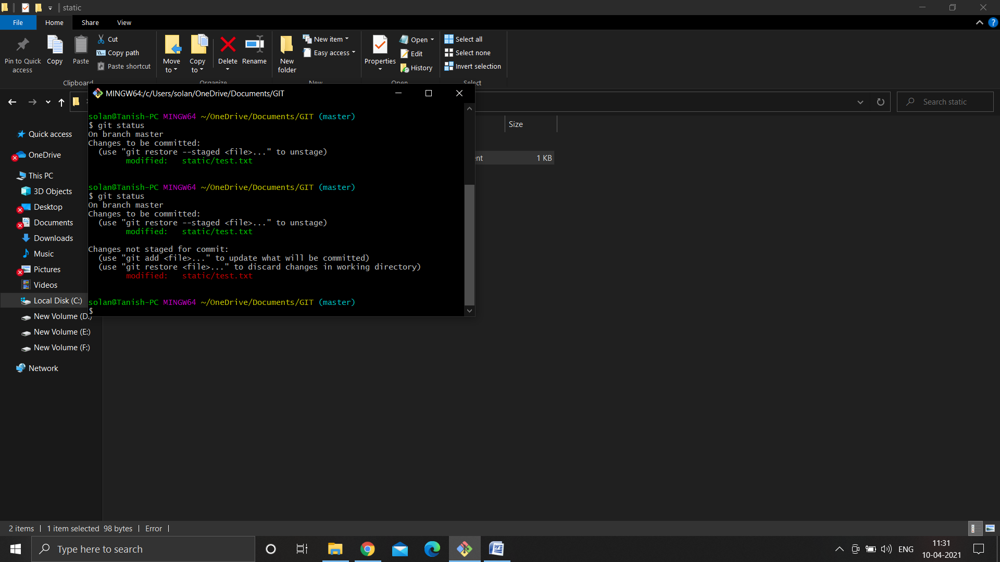 static
File
Home
Share
View
Pin to Quick
access
Copy
Paste
Cut
Copy path
Paste shortcut
Clipboard
Move
to
Copy
to
Delete
Rename
Organize
New
folder
New item
Easy access
New
Properties
Open
Edit
History
Open
Select all
Select none
Invert selection
Select
Search static
Size
1 KB
MINGW64:/c/Users/solan/OneDrive/Documents/GIT
solan@Tanish-PC MINGW64 ~/OneDrive/Documents/GIT (master)
$ git status
On branch master
Changes to be committed:
(use "git restore --staged <file>..." to unstage)
modified: static/test.txt
solan@Tanish-PC MINGW64 ~/OneDrive/Documents/GIT (master)
$ git status
On branch master
Changes to be committed:
(use "git restore --staged <file>..." to unstage)
modified: static/test.txt
Changes not staged for commit:
(use "git add <file>..." to update what will be committed)
(use "git restore <file>..." to discard changes in working directory)
modified: static/test.txt
solan@Tanish-PC MINGW64 ~/OneDrive/Documents/GIT (master)
$
Quick access
OneDrive
This PC
3D Objects
Desktop
Documents
Downloads
Music
Pictures
Videos
Local Disk (C:)
New Volume (D:)
New Volume (E:)
New Volume (F:)
Network
2 items
1 item selected 98 bytes
Error
Type here to search
ENG
11:31
10-04-2021